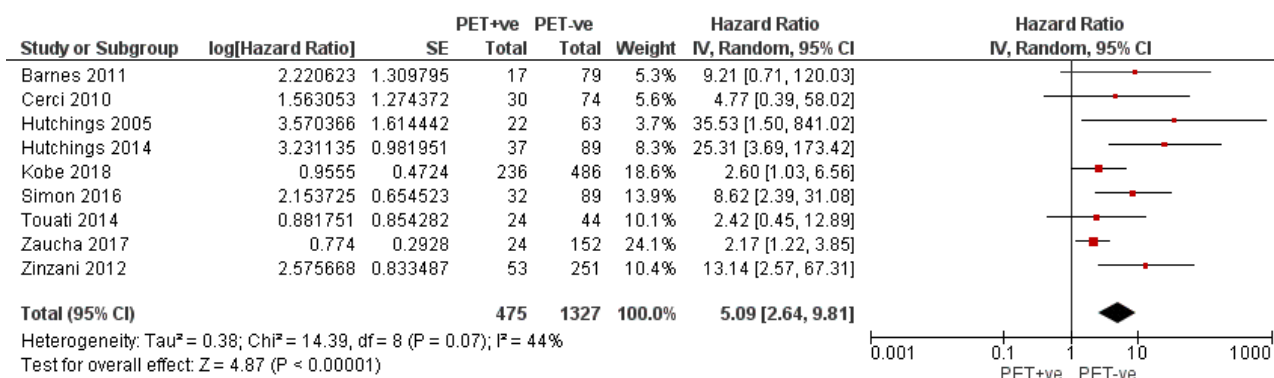 PET+ve PET-ve Hazard Ratio Hazard Ratio
Study or Subgroup log[Hazard Ratio] SE Total Total Weight IV, Random, 95% CI IV, Random, 95% CI
Barnes 2011 2.220623 1.309795 17 79 5.3% 9.21 [0.71, 120.03]
Cerci 2010 1.563053 1.274372 30 74 5.6% 4.77 [0.39, 58.02]
Hutchings 2005 3.570366 1.614442 22 63 3.7% 35.53 [1.50, 841.02]
Hutchings 2014 3.231135 0.981951 37 89 8.3% 25.31 [3.69, 173.42]
Kobe 2018 0.9555 0.4724 236 486 18.6% 2.60 [1.03, 6.56]
Simon 2016 2.153725 0.654523 32 89 13.9% 8.62 [2.39, 31.08]
Touati 2014 0.881751 0.854282 24 44 10.1% 2.42 [0.45, 12.89]
Zaucha 2017 0.774 0.2928 24 152 24.1% 2.17 [1.22, 3.85]
Zinzani 2012 2.575668 0.833487 53 251 10.4% 13.14 [2.57, 67.31]
Total (95% CI) 475 1327 100.0% 5.09 [2.64, 9.81]
Heterogeneity: Tau² = 0.38; Chi² = 14.39, df = 8 (P = 0.07); I² = 44%
Test for overall effect: Z = 4.87 (P < 0.00001)
0.001 0.1 1 10 1000
PET+ve PET-ve